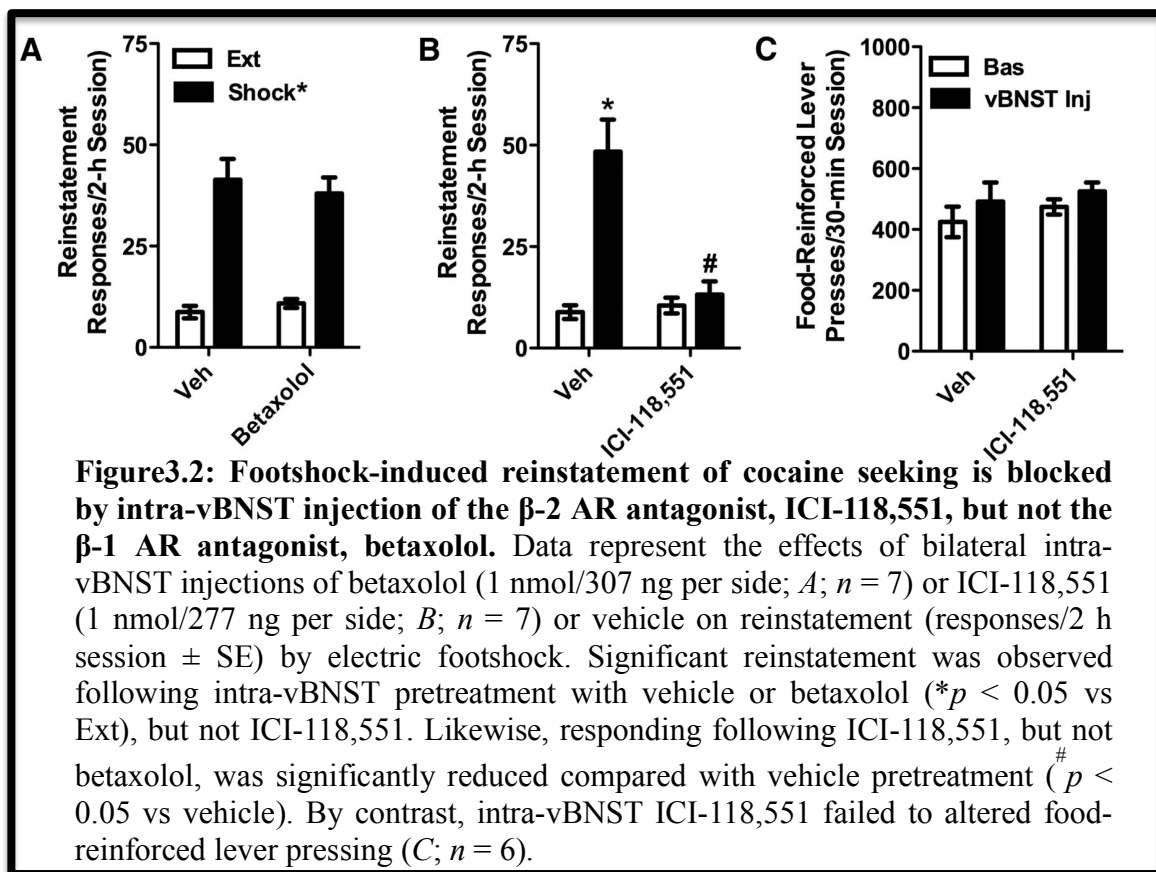 A
75
50
25
0
Reinstatement
Responses/2-h Session)
Ext
Shock*
Veh
Betaxolol
B
75
50
25
0
Reinstatement
Responses/2-h Session)
*
#
Veh
ICI-118,551
C
1000
800
600
400
200
0
Food-Reinforced Lever
Presses/30-min Session)
Bas
vBNST Inj
Veh
ICI-118,551
Figure3.2: Footshock-induced reinstatement of cocaine seeking is blocked
by intra-vBNST injection of the β-2 AR antagonist, ICI-118,551, but not the
β-1 AR antagonist, betaxolol. Data represent the effects of bilateral intra-
vBNST injections of betaxolol (1 nmol/307 ng per side; A; n = 7) or ICI-118,551
(1 nmol/277 ng per side; B; n = 7) or vehicle on reinstatement (responses/2 h
session ± SE) by electric footshock. Significant reinstatement was observed
following intra-vBNST pretreatment with vehicle or betaxolol (*p < 0.05 vs
Ext), but not ICI-118,551. Likewise, responding following ICI-118,551, but not
betaxolol, was significantly reduced compared with vehicle pretreatment (#p <
0.05 vs vehicle). By contrast, intra-vBNST ICI-118,551 failed to altered food-
reinforced lever pressing (C; n = 6).